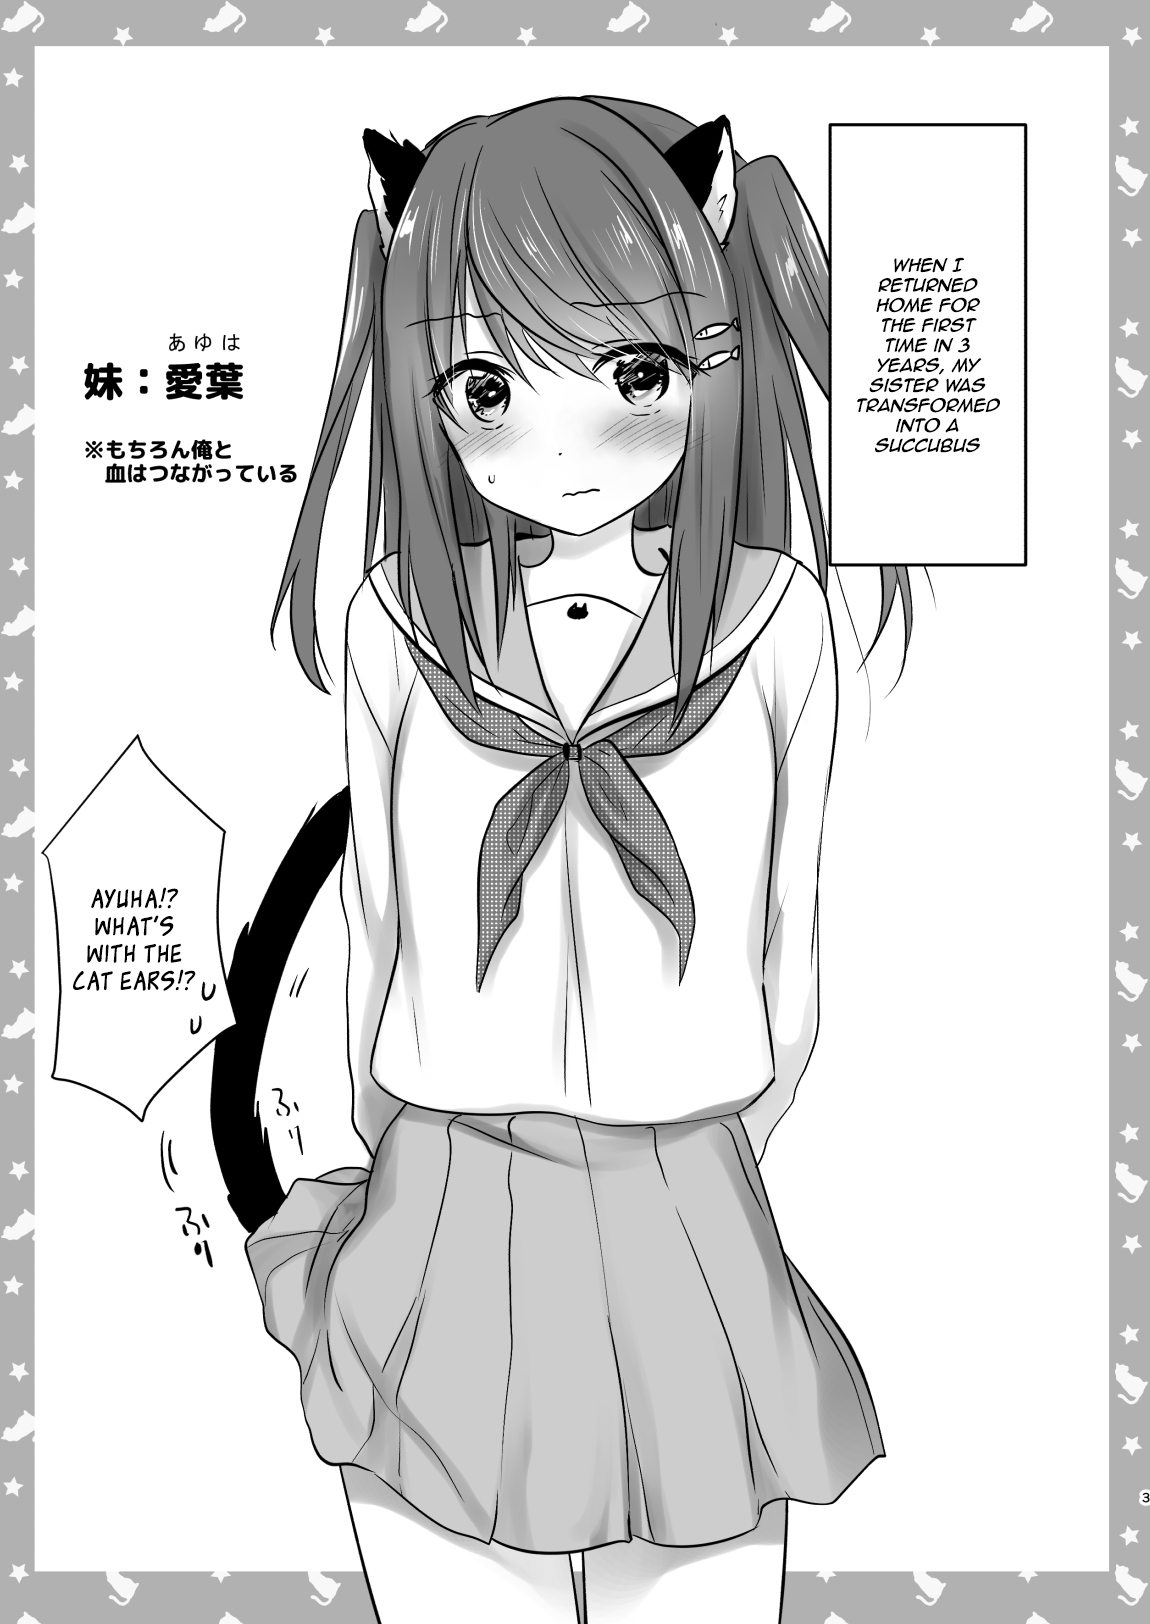 WHEN I
RETURNED
HOME FOR
THE FIRST
TIME IN 3
YEARS, MY
SISTER WAS
TRANSFORMED
INTO A
SUCCUBUS
あゆは
妹：愛葉
※もちろん俺と
血はつながっている
AYUHA!?
WHAT'S
WITH THE
CAT EARS!?
ふり
ふり
3